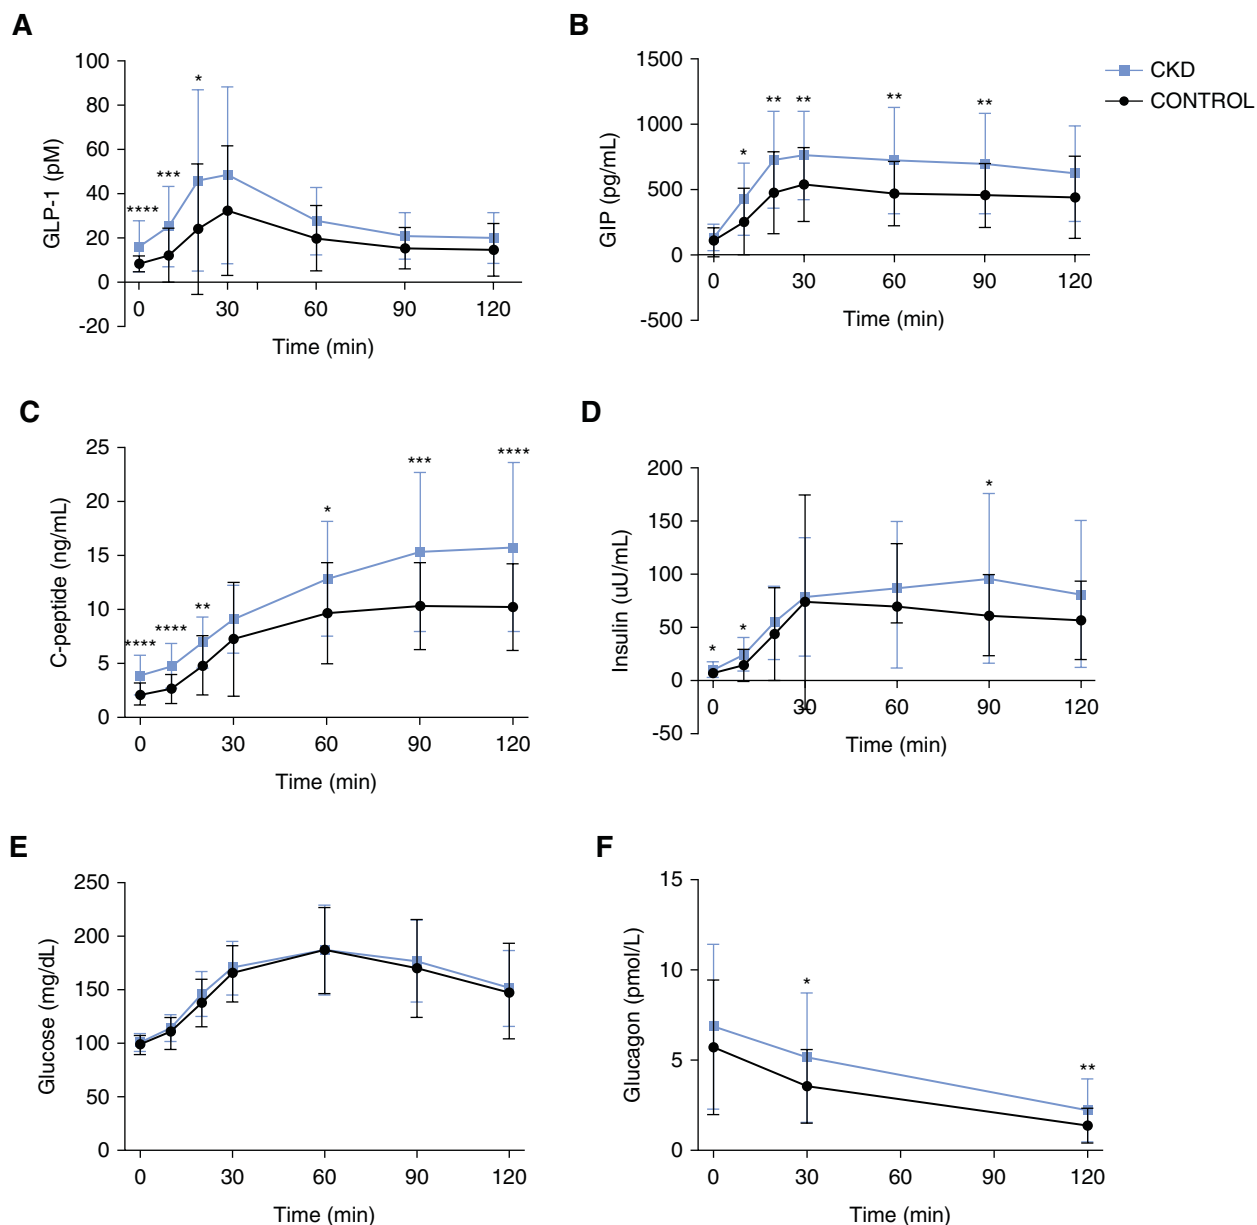 A
100
80
60
40
20
0
-20
GLP-1 (pM)
****
***
*
0 30 60 90 120
Time (min)
B
1500
1000
500
0
-500
GIP (pg/mL)
*
**
**
**
**
0 30 60 90 120
Time (min)
CKD
CONTROL
C
25
20
15
10
5
0
C-peptide (ng/mL)
****
****
**
*
***
****
0 30 60 90 120
Time (min)
D
200
150
100
50
0
-50
Insulin (uU/mL)
*
*
*
0 30 60 90 120
Time (min)
E
250
200
150
100
50
0
Glucose (mg/dL)
0 30 60 90 120
Time (min)
F
15
10
5
0
Glucagon (pmol/L)
*
**
0 30 60 90 120
Time (min)